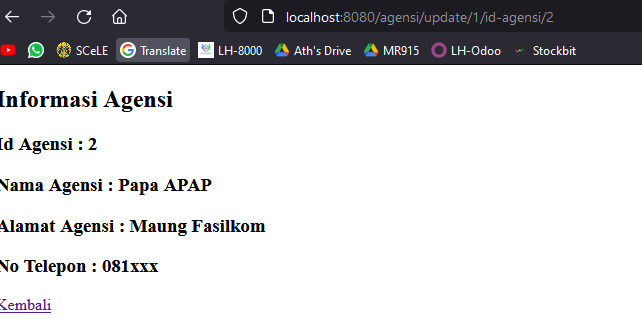 localhost:8080/agensi/update/1/id-agensi/2
SCeLE Translate LH-8000 Ath's Drive MR915 LH-Odoo Stockbit
Informasi Agensi
Id Agensi : 2
Nama Agensi : Papa APAP
Alamat Agensi : Maung Fasilkom
No Telepon : 081xxx
Kembali